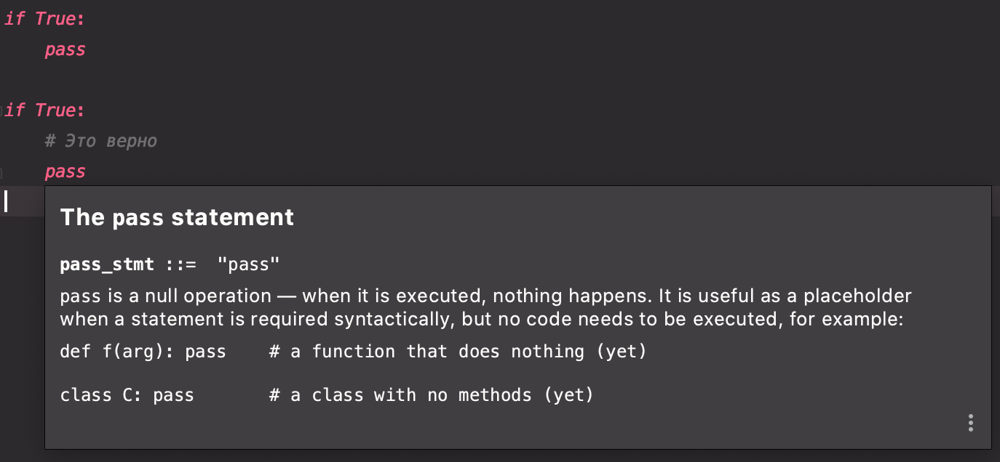 if True:
    pass
if True:
    # Это верно
    pass
The pass statement
pass_stmt ::=  "pass"
pass is a null operation — when it is executed, nothing happens. It is useful as a placeholder
when a statement is required syntactically, but no code needs to be executed, for example:
def f(arg): pass    # a function that does nothing (yet)
class C: pass       # a class with no methods (yet)